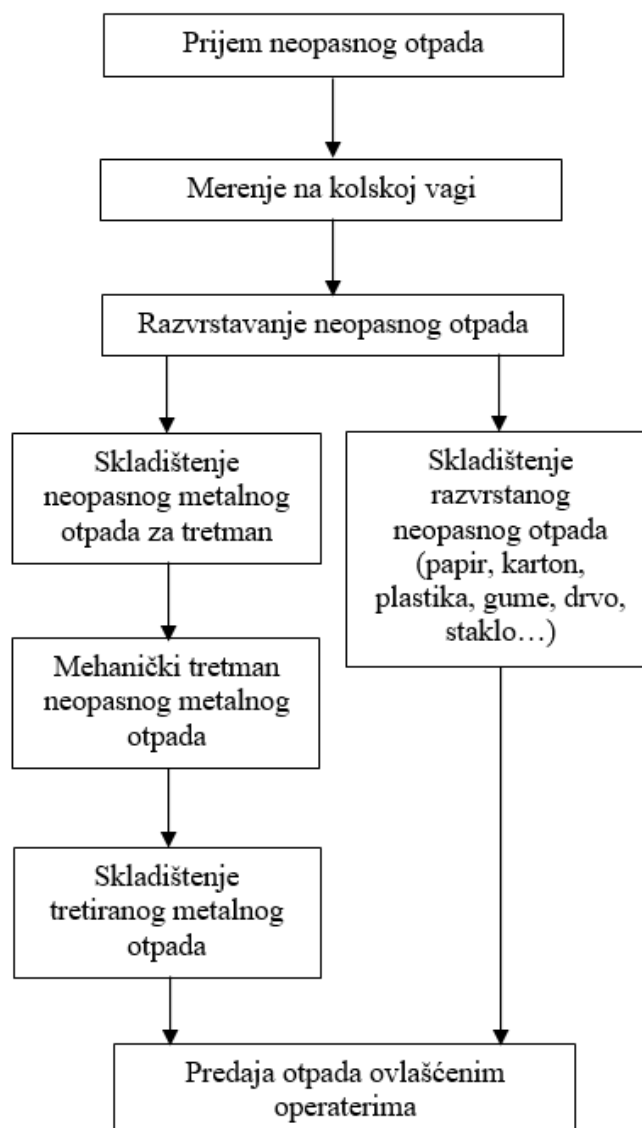 Prijem neopasnog otpada
Merenje na kolskoj vagi
Razvrstavanje neopasnog otpada
Skladištenje
neopasnog metalnog
otpada za tretman
Skladištenje
razvrstanog
neopasnog otpada
(papir, karton,
plastika, gume, drvo,
staklo…)
Mehanički tretman
neopasnog metalnog
otpada
Skladištenje
tretiranog metalnog
otpada
Predaja otpada ovlašćenim
operaterima